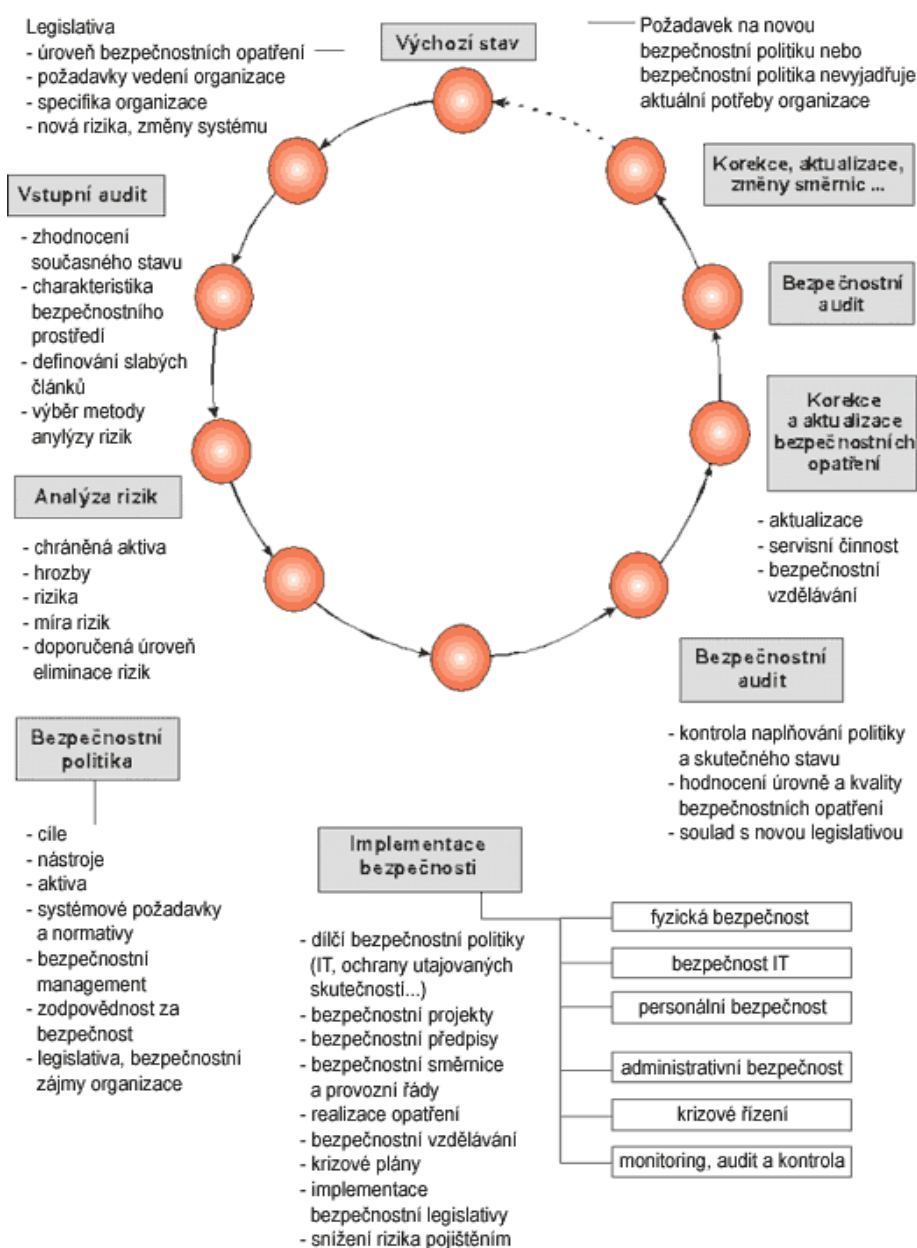 Legislativa
- úroveň bezpečnostních opatření
- požadavky vedení organizace
- specifika organizace
- nová rizika, změny systému
Výchozí stav
Požadavek na novou
bezpečnostní politiku nebo
bezpečnostní politika nevyjadřuje
aktuální potřeby organizace
Vstupní audit
- zhodnocení
současného stavu
- charakteristika
bezpečnostního
prostředí
- definování slabých
článků
- výběr metody
anylýzy rizik
Analýza rizik
- chráněná aktiva
- hrozby
- rizika
- míra rizik
- doporučená úroveň
eliminace rizik
Bezpečnostní
politika
- cíle
- nástroje
- aktiva
- systémové požadavky
a normativy
- bezpečnostní
management
- zodpovědnost za
bezpečnost
- legislativa, bezpečnostní
zájmy organizace
Implementace
bezpečnosti
- dílčí bezpečnostní politiky
(IT, ochrany utajovaných
skutečností...)
- bezpečnostní projekty
- bezpečnostní předpisy
- bezpečnostní směrnice
a provozní řády
- realizace opatření
- bezpečnostní vzdělávání
- krizové plány
- implementace
bezpečnostní legislativy
- snížení rizika pojištěním
fyzická bezpečnost
bezpečnost IT
personální bezpečnost
administrativní bezpečnost
krizové řízení
monitoring, audit a kontrola
Bezpečnostní
audit
- kontrola naplňování politiky
a skutečného stavu
- hodnocení úrovně a kvality
bezpečnostních opatření
- soulad s novou legislativou
Korekce
a aktualizace
bezpečnostních
opatření
- aktualizace
- servisní činnost
- bezpečnostní
vzdělávání
Bezpečnostní
audit
Korekce, aktualizace,
změny směrnic ...